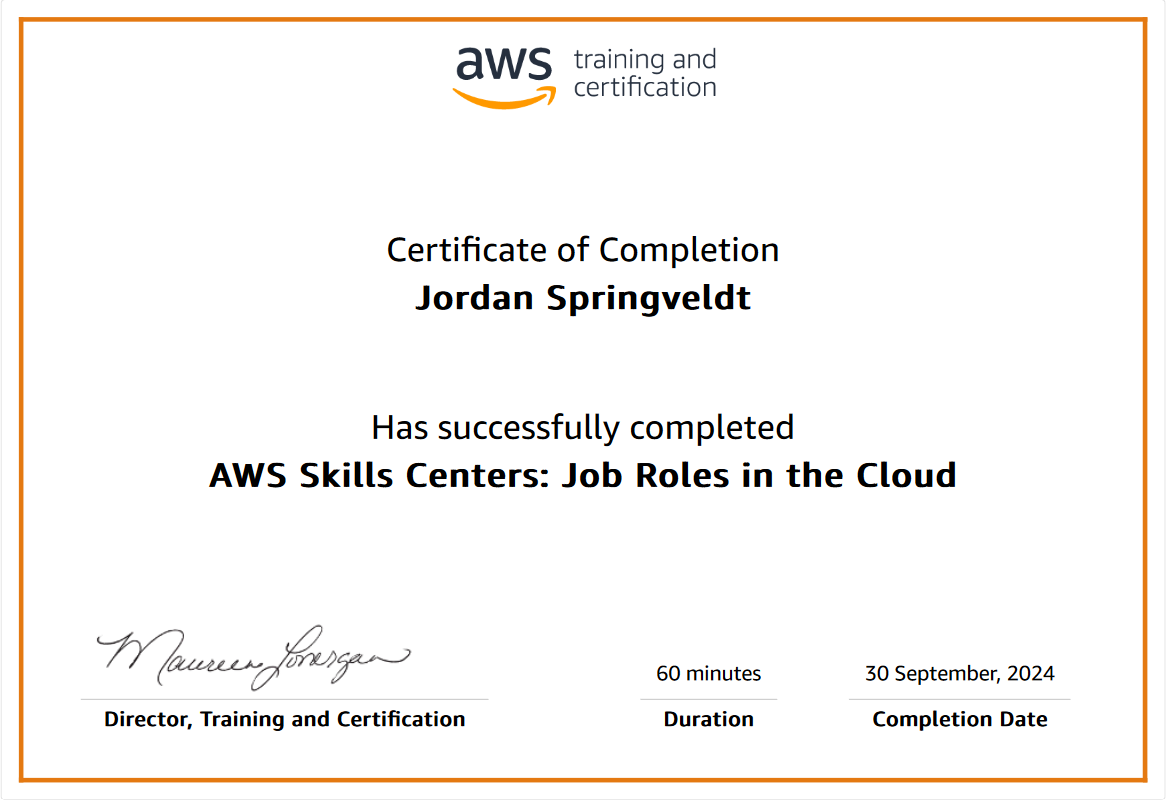 aws training and
certification
Certificate of Completion
Jordan Springveldt
Has successfully completed
AWS Skills Centers: Job Roles in the Cloud
Maureen Lonergan
60 minutes
30 September, 2024
Director, Training and Certification
Duration
Completion Date